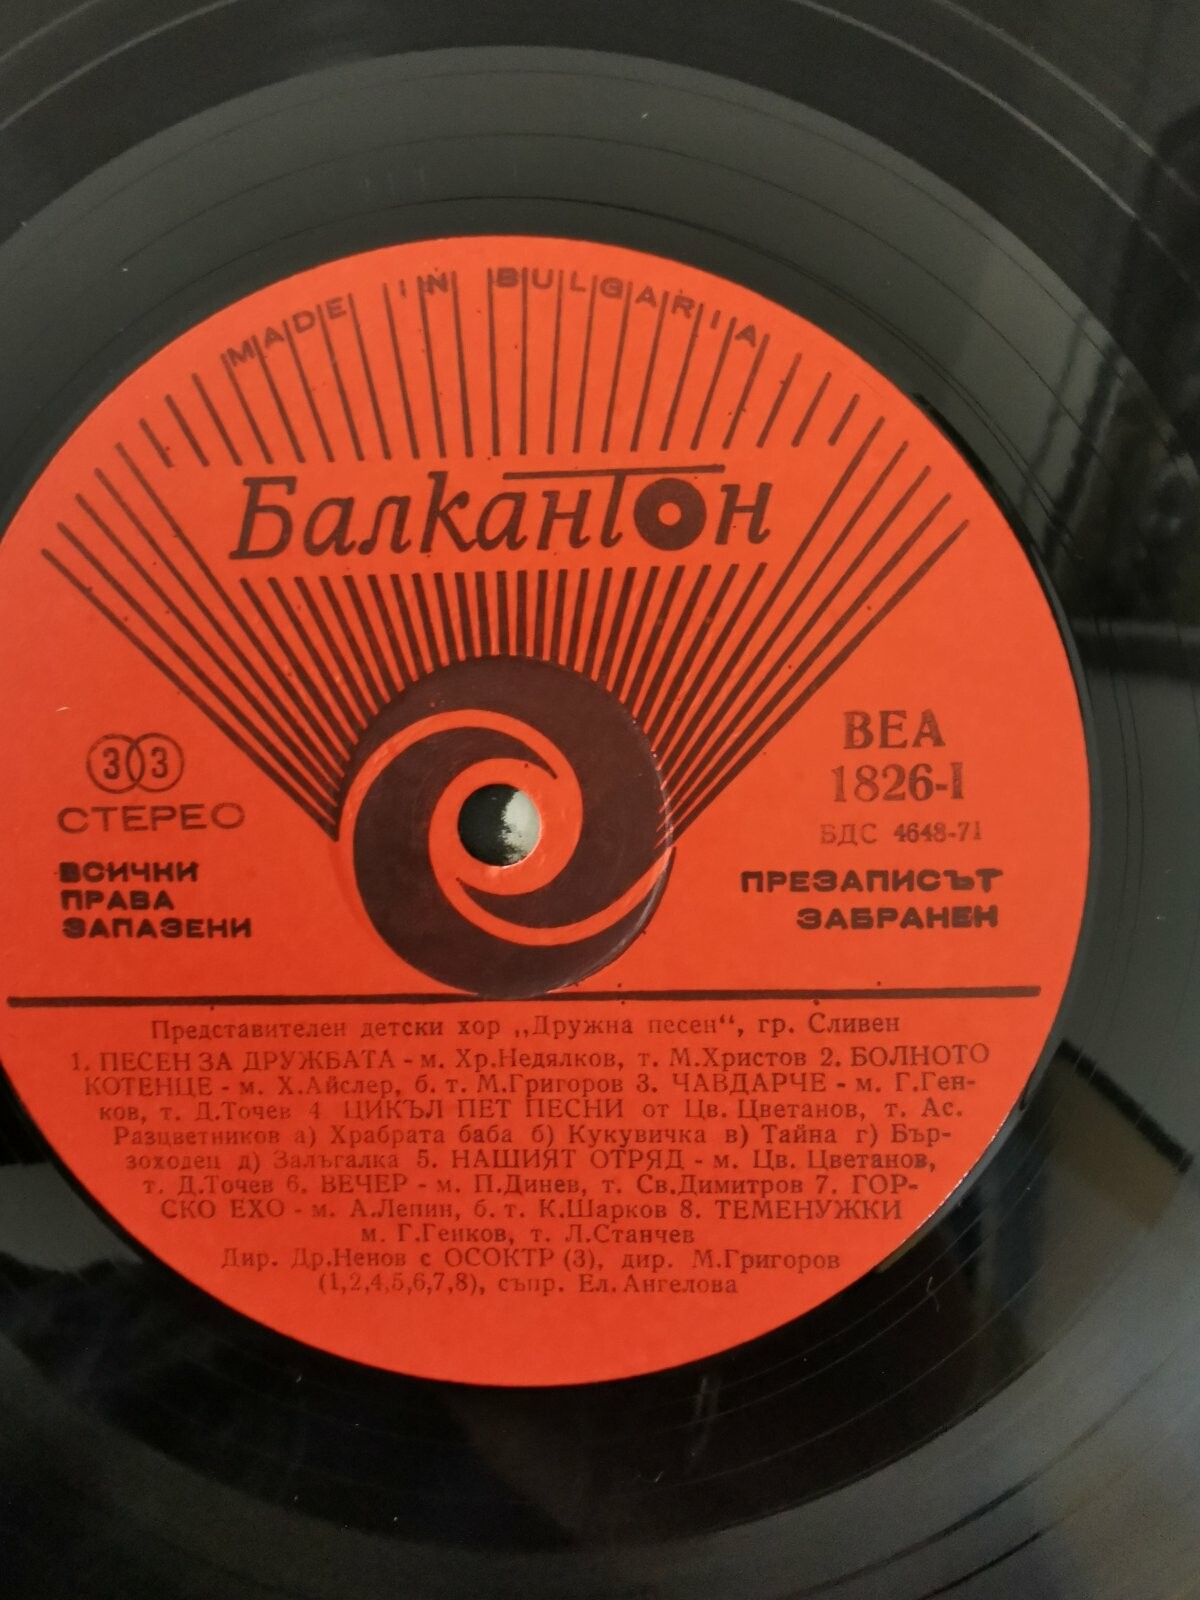 MADE IN BULGARIA
Балкантон
33
СТЕРЕО
ВСИЧКИ
ПРАВА
ЗАПАЗЕНИ
ВЕА
1826-I
БДС 4648-71
ПРЕЗАПИСЪТ
ЗАБРАНЕН
Представителен детски хор „Дружна песен“, гр. Сливен
1. ПЕСЕН ЗА ДРУЖБАТА - м. Хр.Недялков, т. М.Христов 2. БОЛНОТО
КОТЕНЦЕ - м. Х.Айслер, б. т. М.Григоров 3. ЧАВДАРЧЕ - м. Г.Ген-
ков, т. Д.Точев 4 ЦИКЪЛ ПЕТ ПЕСНИ от Цв. Цветанов, т. Ас.
Разцветников а) Храбрата баба б) Кукувичка в) Тайна г) Бър-
зоходец д) Залъгалка 5. НАШИЯТ ОТРЯД - м. Цв. Цветанов,
т. Д.Точев 6. ВЕЧЕР - м. П.Динев, т. Св.Димитров 7. ГОР-
СКО ЕХО - м. А.Лепин, б. т. К.Шарков 8. ТЕМЕНУЖКИ
м. Г.Генков, т. Л.Станчев
Дир. Др.Ненов с ОСОКТР (3), дир. М.Григоров
(1,2,4,5,6,7,8), съпр. Ел.Ангелова